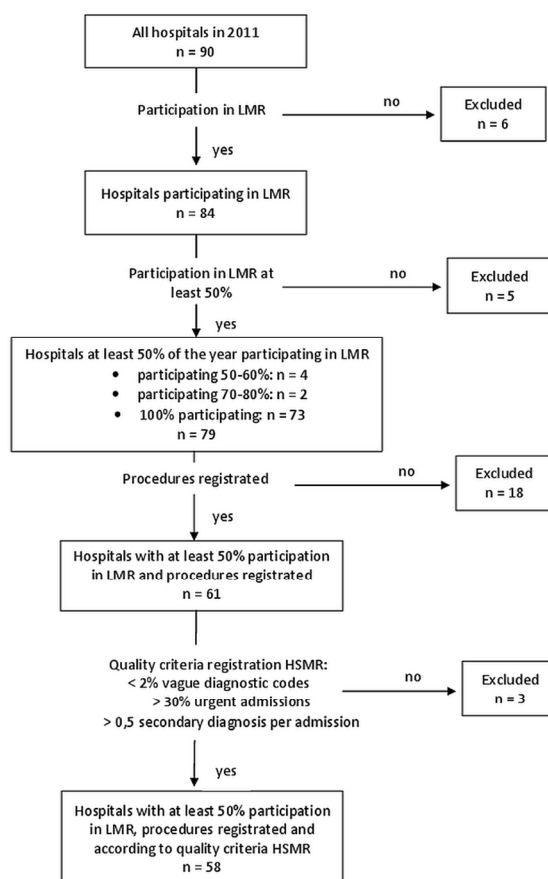 All hospitals in 2011
n = 90
Participation in LMR
no
Excluded
n = 6
yes
Hospitals participating in LMR
n = 84
Participation in LMR at
least 50%
no
Excluded
n = 5
yes
Hospitals at least 50% of the year participating in LMR
• participating 50-60%: n = 4
• participating 70-80%: n = 2
• 100% participating: n = 73
n = 79
Procedures registrated
no
Excluded
n = 18
yes
Hospitals with at least 50% participation
in LMR and procedures registrated
n = 61
Quality criteria registration HSMR:
< 2% vague diagnostic codes
> 30% urgent admissions
> 0,5 secondary diagnosis per admission
no
Excluded
n = 3
yes
Hospitals with at least 50% participation
in LMR, procedures registrated and
according to quality criteria HSMR
n = 58